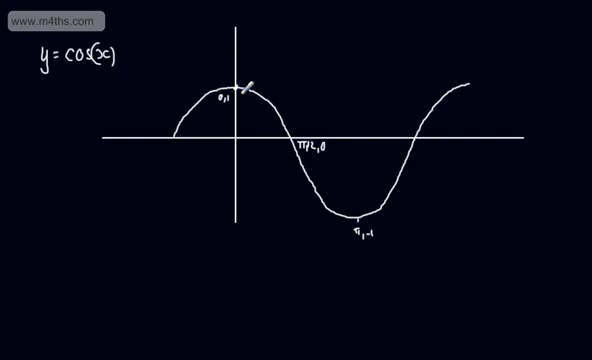 www.m4ths.com
y = cos(x)
0,1
π/2,0
π,-1